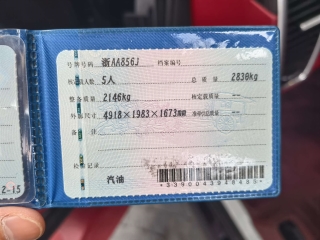 号牌号码 浙AA856J 档案编号
核定载人数 5人 总质量 2830kg
整备质量 2146kg 核定载质量
外廓尺寸 4918×1983×1673mm 准牵引总质量
备注
检验记录
汽油
2-15